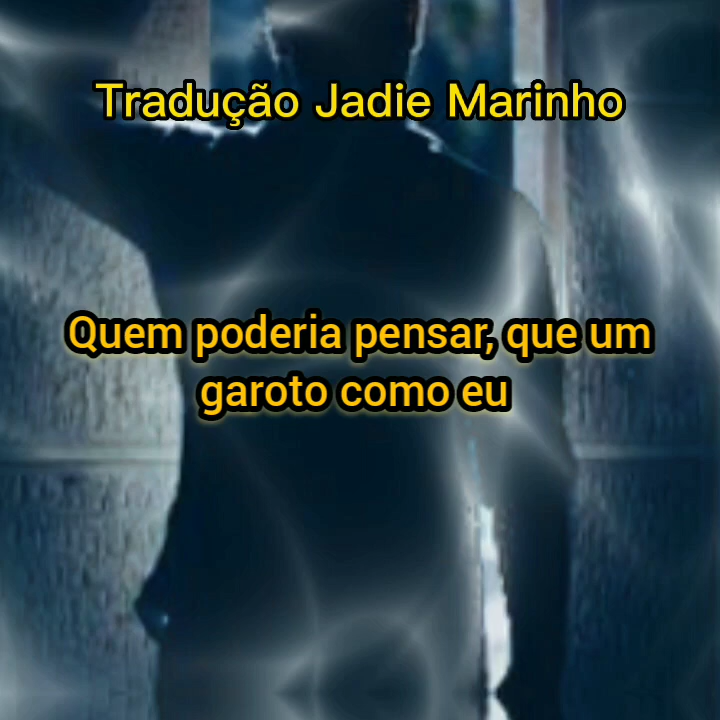 Tradução Jadie Marinho
Quem poderia pensar, que um
garoto como eu